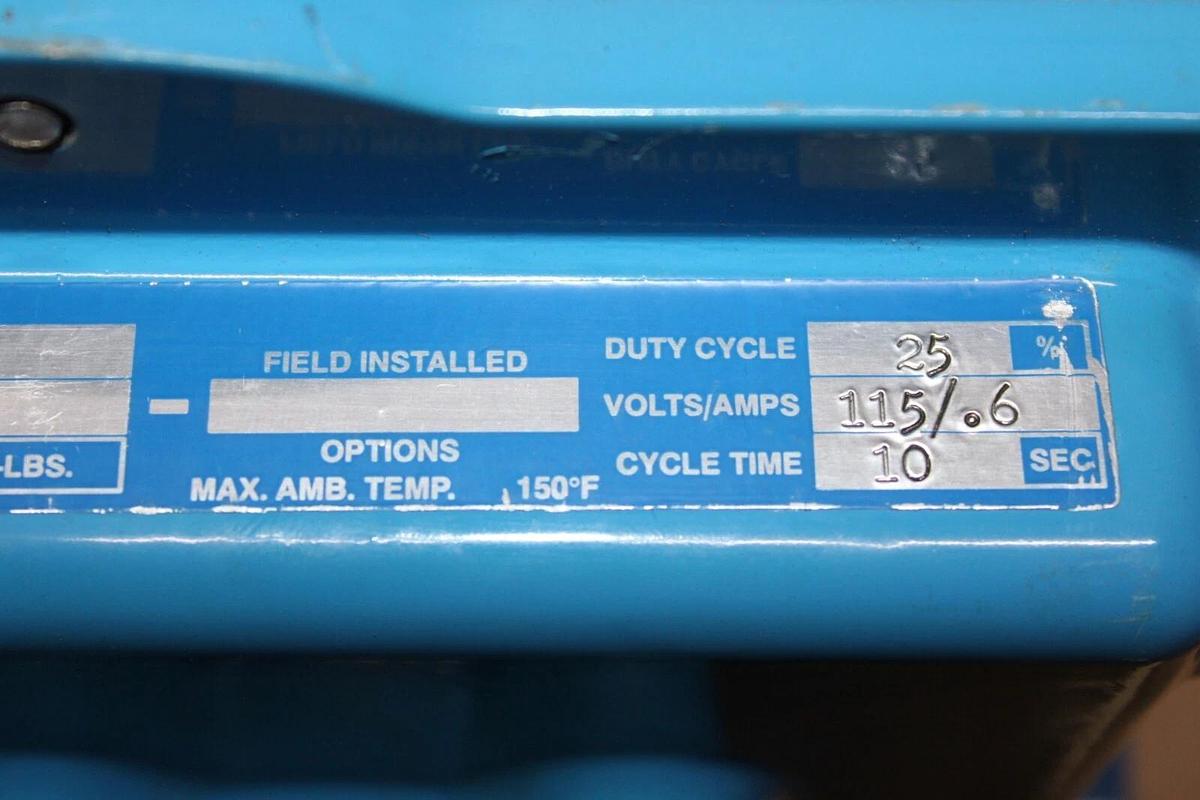 FIELD INSTALLED
OPTIONS
MAX. AMB. TEMP. 150°F
-LBS.
DUTY CYCLE 25 %
VOLTS/AMPS 115/.6
CYCLE TIME 10 SEC.